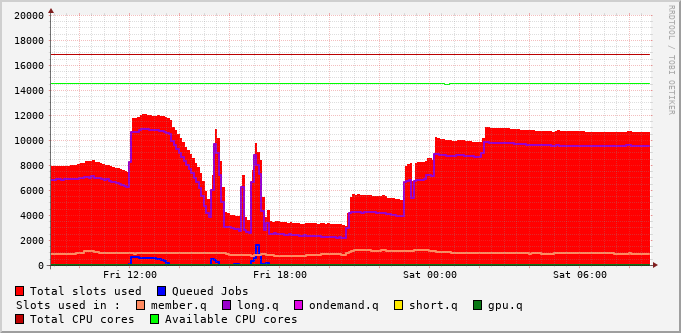 RRDTOOL / TOBI OETIKER
20000
18000
16000
14000
12000
10000
8000
6000
4000
2000
0
Fri 12:00 Fri 18:00 Sat 00:00 Sat 06:00
Total slots used Queued Jobs
Slots used in : member.q long.q ondemand.q short.q gpu.q
Total CPU cores Available CPU cores